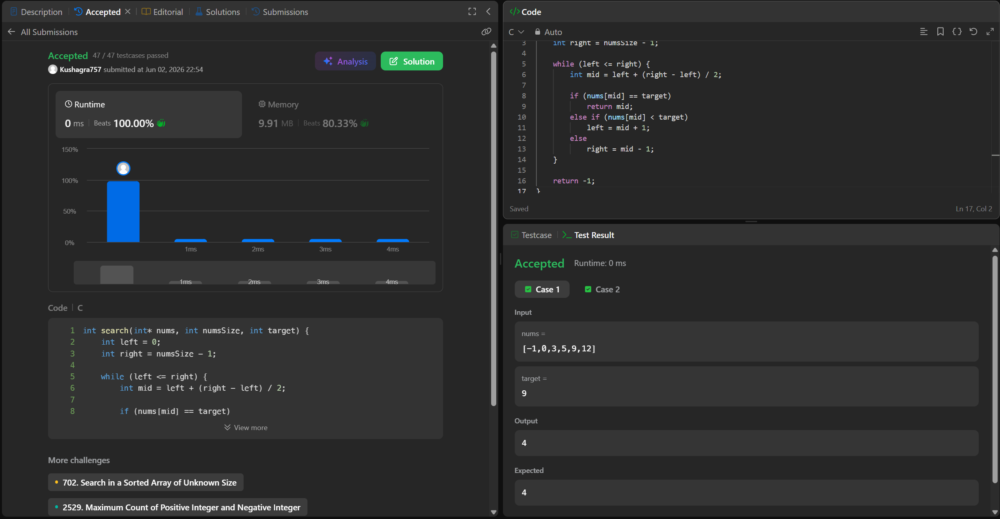 Description
Accepted
Editorial
Solutions
Submissions
All Submissions
Accepted 47 / 47 testcases passed
Kushagra757 submitted at Jun 02, 2026 22:54
Analysis
Solution
Runtime
0 ms Beats 100.00%
Memory
9.91 MB Beats 80.33%
150%
100%
50%
0%
1ms
2ms
3ms
4ms
1ms
2ms
3ms
4ms
Code C
1 int search(int* nums, int numsSize, int target) {
2 int left = 0;
3 int right = numsSize - 1;
4
5 while (left <= right) {
6 int mid = left + (right - left) / 2;
7
8 if (nums[mid] == target)
View more
More challenges
702. Search in a Sorted Array of Unknown Size
2529. Maximum Count of Positive Integer and Negative Integer
</> Code
C
Auto
3 int right = numsSize - 1;
4
5 while (left <= right) {
6 int mid = left + (right - left) / 2;
7
8 if (nums[mid] == target)
9 return mid;
10 else if (nums[mid] < target)
11 left = mid + 1;
12 else
13 right = mid - 1;
14 }
15
16 return -1;
17 }
Saved
Ln 17, Col 2
Testcase
Test Result
Accepted Runtime: 0 ms
Case 1
Case 2
Input
nums =
[-1,0,3,5,9,12]
target =
9
Output
4
Expected
4